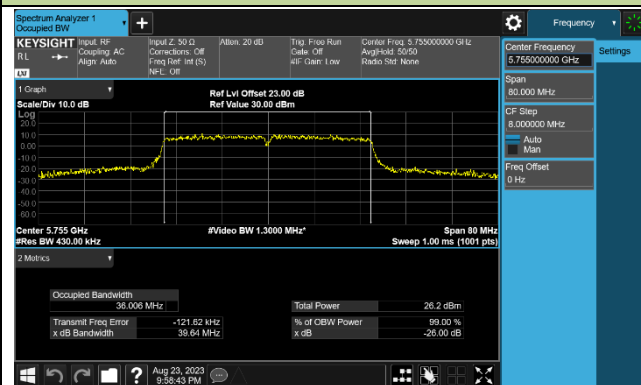 Spectrum Analyzer 1
Occupied BW
Frequency
KEYSIGHT
Input: RF
Coupling: AC
Align: Auto
Input Z: 50 Ω
Corrections: Off
Freq Ref: Int (S)
NFE: Off
Atten: 20 dB
Trig: Free Run
Gate: Off
#IF Gain: Low
Center Freq: 5.755000000 GHz
Avg|Hold: 50/50
Radio Std: None
RL
LXI
1 Graph
Scale/Div 10.0 dB
Ref Lvl Offset 23.00 dB
Ref Value 30.00 dBm
Log
20.0
10.0
0.00
-10.0
-20.0
-30.0
-40.0
-50.0
-60.0
Center 5.755 GHz
#Res BW 430.00 kHz
#Video BW 1.3000 MHz*
Span 80 MHz
Sweep 1.00 ms (1001 pts)
2 Metrics
Occupied Bandwidth
36.006 MHz
Total Power 26.2 dBm
Transmit Freq Error -121.62 kHz
% of OBW Power 99.00 %
x dB Bandwidth 39.64 MHz
x dB -26.00 dB
Aug 23, 2023
9:58:43 PM
Center Frequency
5.755000000 GHz
Settings
Span
80.000 MHz
CF Step
8.000000 MHz
Auto
Man
Freq Offset
0 Hz